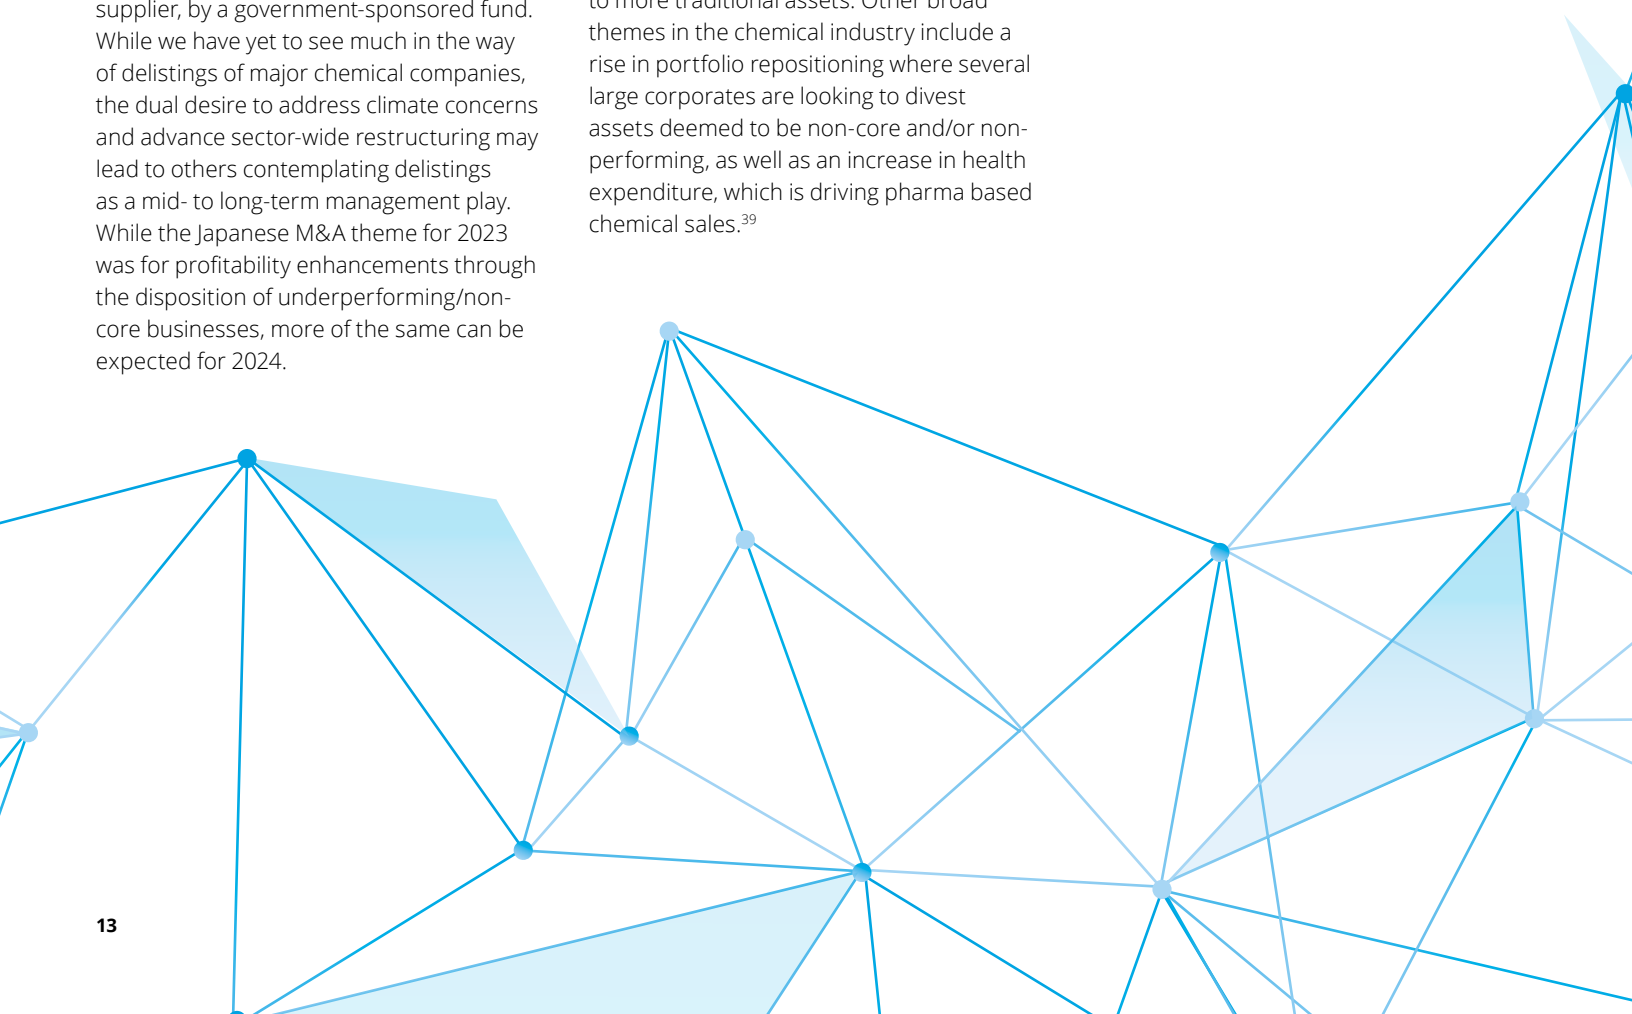 supplier, by a government-sponsored fund.
While we have yet to see much in the way
of delistings of major chemical companies,
the dual desire to address climate concerns
and advance sector-wide restructuring may
lead to others contemplating delistings
as a mid- to long-term management play.
While the Japanese M&A theme for 2023
was for profitability enhancements through
the disposition of underperforming/non-
core businesses, more of the same can be
expected for 2024.
to more traditional assets. Other broad
themes in the chemical industry include a
rise in portfolio repositioning where several
large corporates are looking to divest
assets deemed to be non-core and/or non-
performing, as well as an increase in health
expenditure, which is driving pharma based
chemical sales.39
13